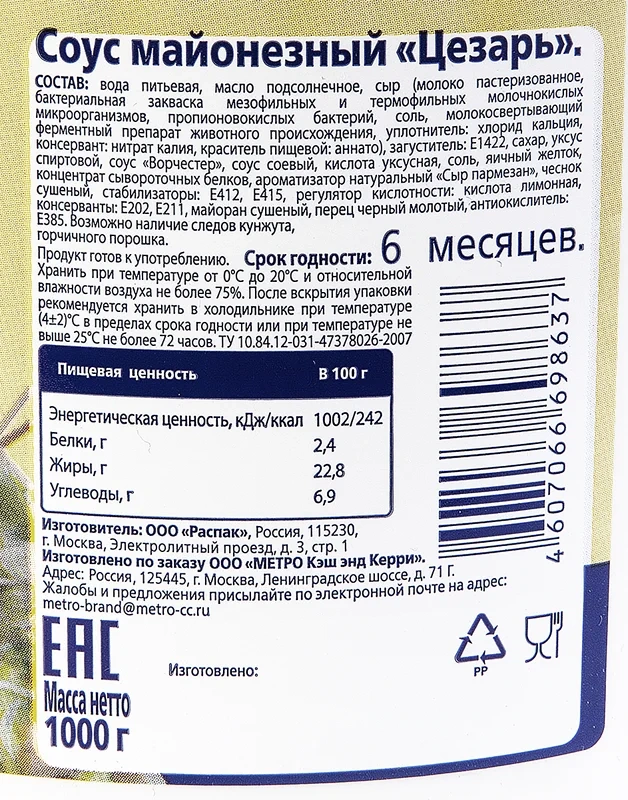 Соус майонезный «Цезарь».
СОСТАВ: вода питьевая, масло подсолнечное, сыр (молоко пастеризованное,
бактериальная закваска мезофильных и термофильных молочнокислых
микроорганизмов, пропионовокислых бактерий, соль, молокосвертывающий
ферментный препарат животного происхождения, уплотнитель: хлорид кальция,
консервант: нитрат калия, краситель пищевой: аннато), загуститель: Е1422, сахар, уксус
спиртовой, соус «Ворчестер», соус соевый, кислота уксусная, соль, яичный желток,
концентрат сывороточных белков, ароматизатор натуральный «Сыр пармезан», чеснок
сушеный, стабилизаторы: Е412, Е415, регулятор кислотности: кислота лимонная,
консерванты: Е202, Е211, майоран сушеный, перец черный молотый, антиокислитель:
Е385. Возможно наличие следов кунжута,
горчичного порошка.
Продукт готов к употреблению. Срок годности: 6 месяцев.
Хранить при температуре от 0°С до 20°С и относительной
влажности воздуха не более 75%. После вскрытия упаковки
рекомендуется хранить в холодильнике при температуре
(4±2)°С в пределах срока годности или при температуре не
выше 25°С не более 72 часов. ТУ 10.84.12-031-47378026-2007
Пищевая ценность В 100 г
Энергетическая ценность, кДж/ккал 1002/242
Белки, г 2,4
Жиры, г 22,8
Углеводы, г 6,9
4 607066 698637
Изготовитель: ООО «Распак», Россия, 115230,
г. Москва, Электролитный проезд, д. 3, стр. 1
Изготовлено по заказу ООО «МЕТРО Кэш энд Керри».
Адрес: Россия, 125445, г. Москва, Ленинградское шоссе, д. 71 Г.
Жалобы и предложения присылайте по электронной почте на адрес:
metro-brand@metro-cc.ru
ЕАС
Изготовлено:
PP
Масса нетто
1000 г